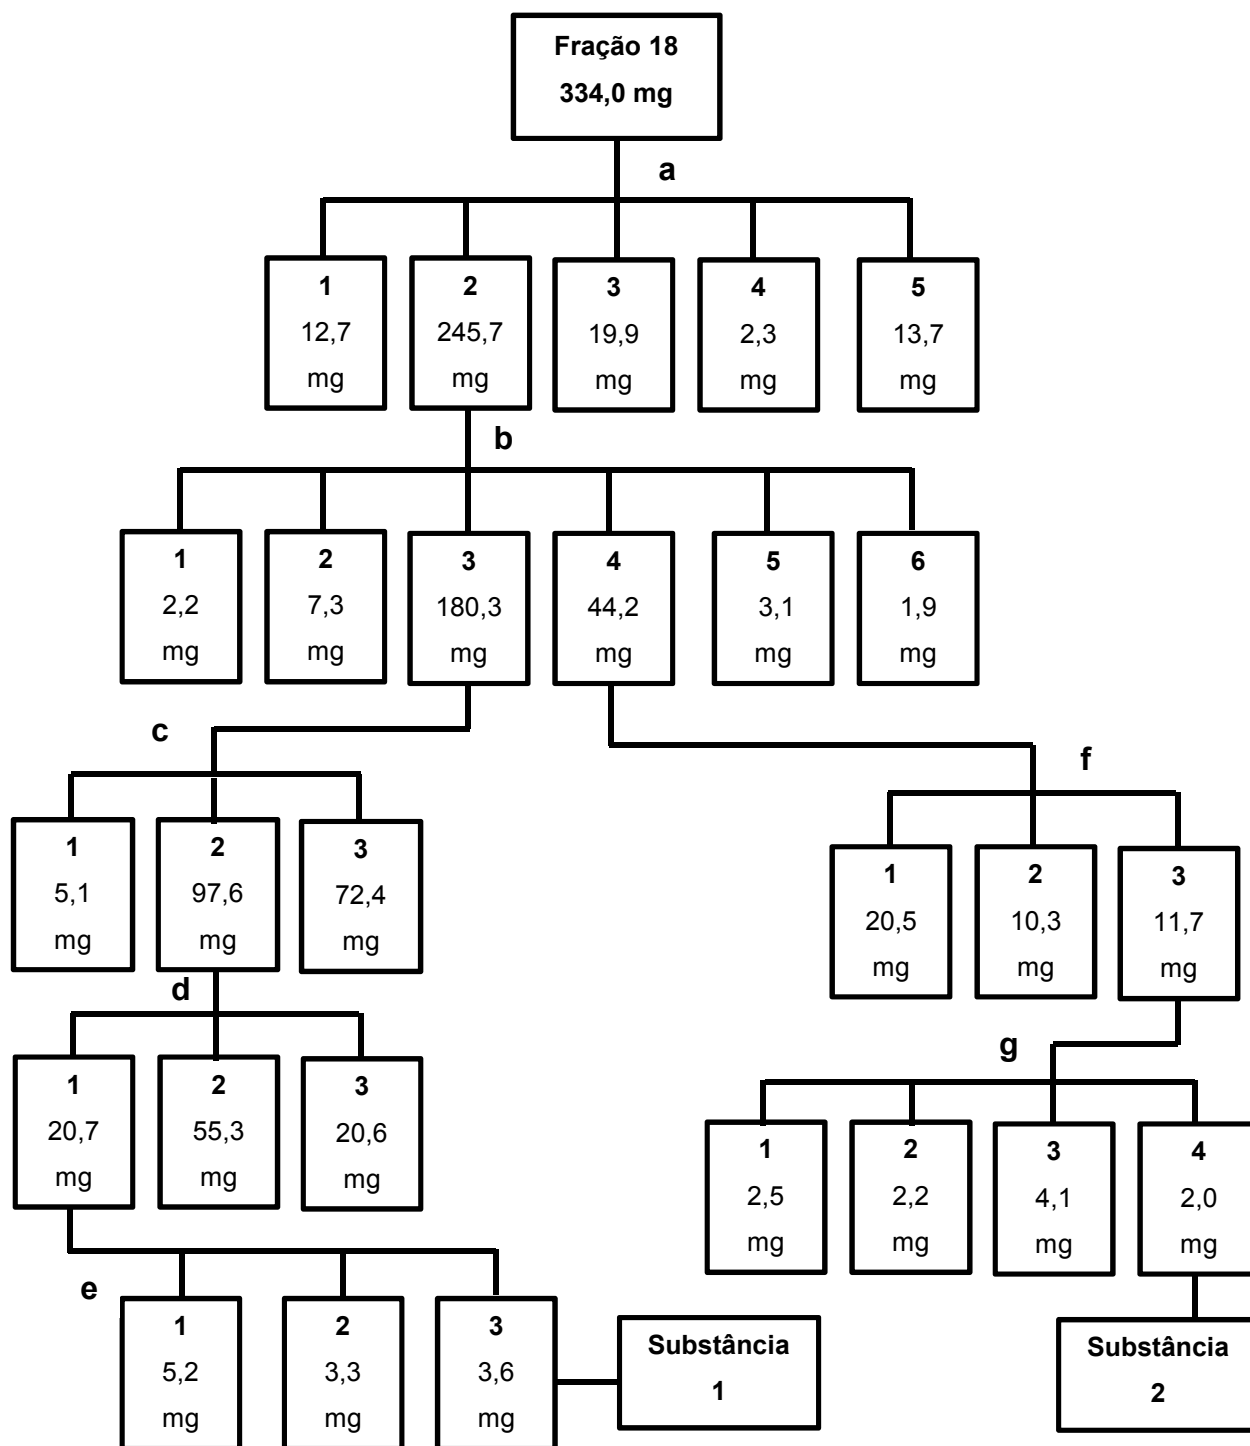 Fração 18
334,0 mg
a
1
12,7
mg
2
245,7
mg
3
19,9
mg
4
2,3
mg
5
13,7
mg
b
1
2,2
mg
2
7,3
mg
3
180,3
mg
4
44,2
mg
5
3,1
mg
6
1,9
mg
c
1
5,1
mg
2
97,6
mg
3
72,4
mg
d
1
20,7
mg
2
55,3
mg
3
20,6
mg
e
1
5,2
mg
2
3,3
mg
3
3,6
mg
Substância
1
f
1
20,5
mg
2
10,3
mg
3
11,7
mg
g
1
2,5
mg
2
2,2
mg
3
4,1
mg
4
2,0
mg
Substância
2